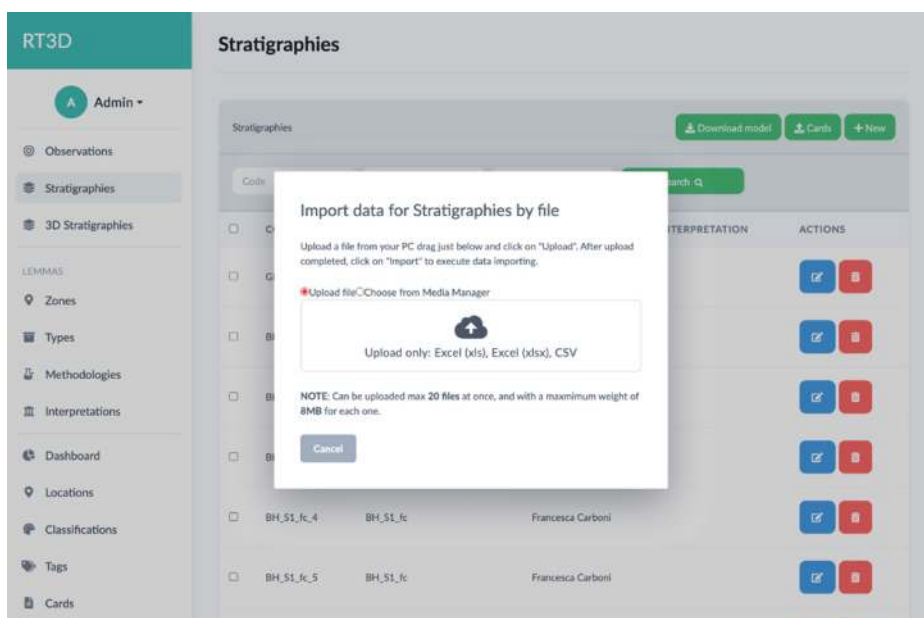 RT3D
Stratigraphies
A Admin
Observations
Stratigraphies
3D Stratigraphies
LEMMAS
Zones
Types
Methodologies
Interpretations
Dashboard
Locations
Classifications
Tags
Cards
Stratigraphies
Download model
Cards
+ New
Code
arch
TERPRETATION
ACTIONS
Import data for Stratigraphies by file
Upload a file from your PC drag just below and click on "Upload". After upload
completed, click on "Import" to execute data importing.
Upload file Choose from Media Manager
Upload only: Excel (xls), Excel (xlsx), CSV
NOTE: Can be uploaded max 20 files at once, and with a maxmimum weight of
8MB for each one.
Cancel
BH_S1_fc_4 BH_S1_fc Francesca Carboni
BH_S1_fc_5 BH_S1_fc Francesca Carboni